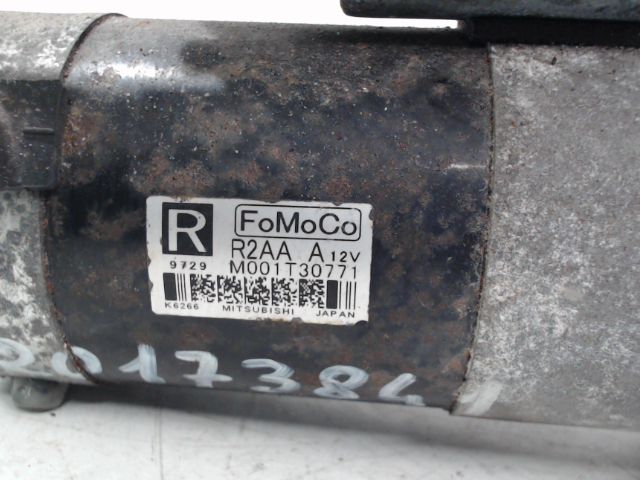 R FoMoCo
R2AA A 12V
9729 M001T30771
K6266 MITSUBISHI JAPAN
2017384